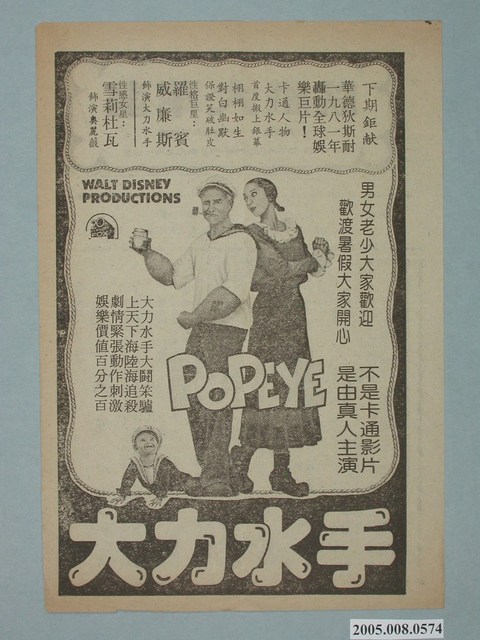 下期鉅献
華德狄斯耐
一九八一年
轟動全球娛
樂巨片！
卡通人物
大力水手
首度搬上銀幕
栩栩如生
對白幽默
保證笑破肚皮
性格巨星：
羅賓
威廉斯
飾演大力水手
性感女星：
雪莉杜瓦
飾演奧麗薇
WALT DISNEY
PRODUCTIONS
男女老少大家歡迎
歡渡暑假大家開心
不是卡通影片
是由真人主演
大力水手大鬧笨驢
上天下海陸海追殺
劇情緊張動作刺激
娛樂價值百分之百
POPEYE
大力水手
2005.008.0574